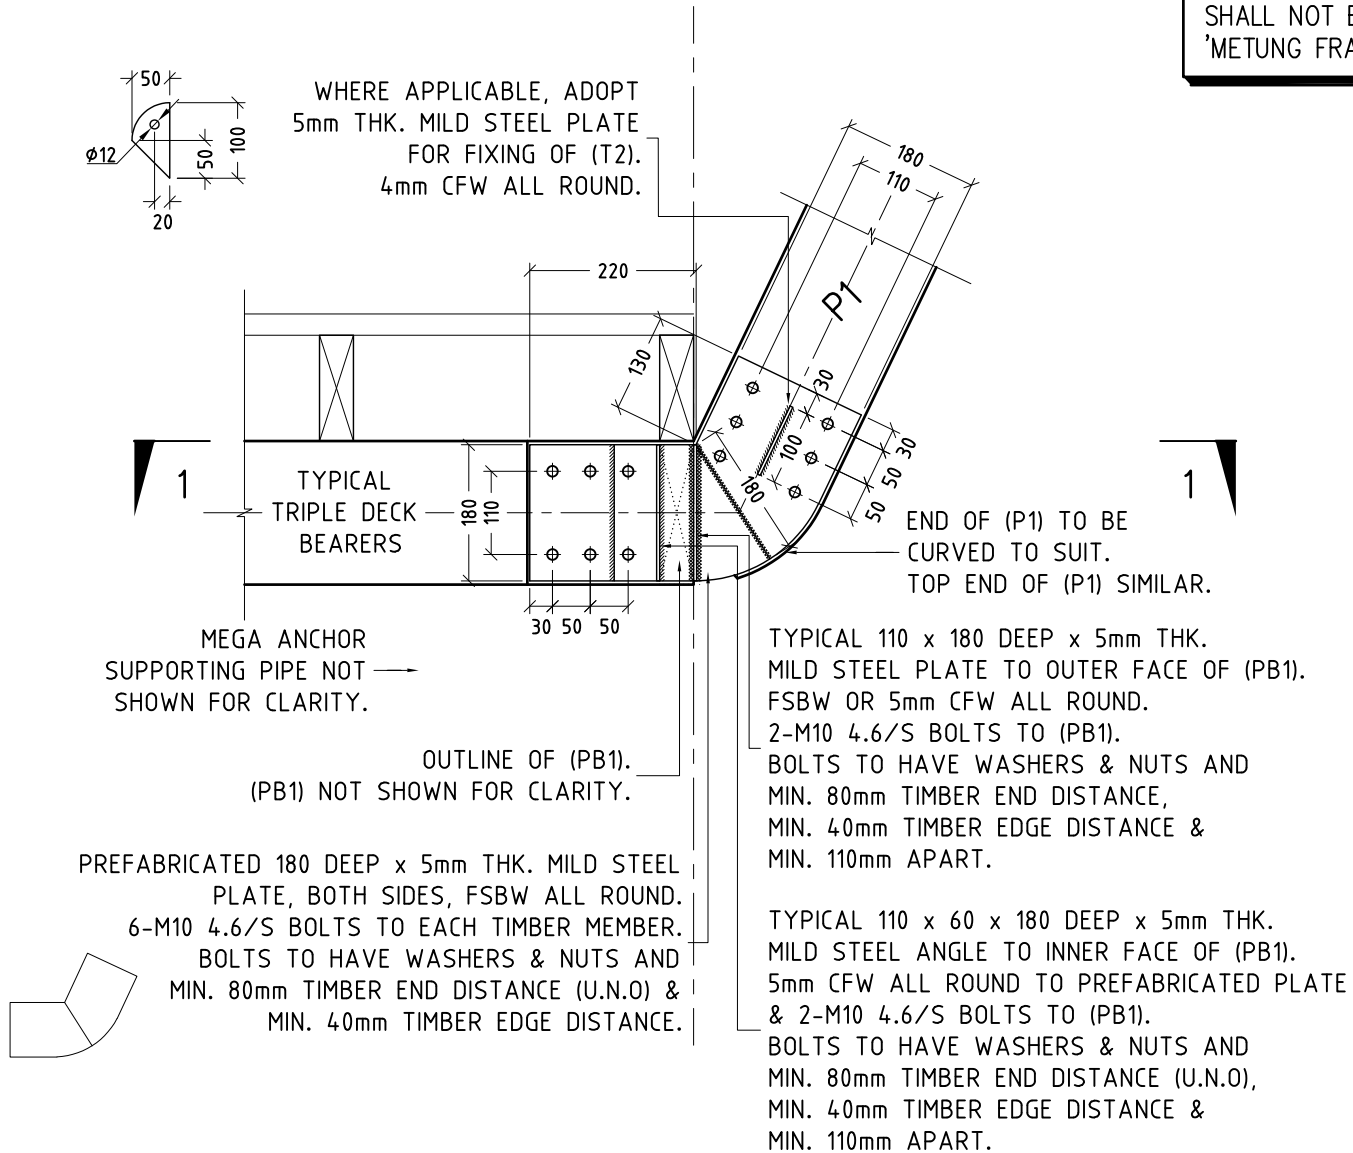 SHALL NOT
'METUNG
50
Ø12
50
100
20
WHERE APPLICABLE, ADOPT
5mm THK. MILD STEEL PLATE
FOR FIXING OF (T2).
4mm CFW ALL ROUND.
180
110
220
P1
130
30
100
180
30
50
50
1
1
TYPICAL
TRIPLE DECK
BEARERS
180
110
30 50 50
END OF (P1) TO BE
CURVED TO SUIT.
TOP END OF (P1) SIMILAR.
MEGA ANCHOR
SUPPORTING PIPE NOT
SHOWN FOR CLARITY.
OUTLINE OF (PB1).
(PB1) NOT SHOWN FOR CLARITY.
PREFABRICATED 180 DEEP x 5mm THK. MILD STEEL
PLATE, BOTH SIDES, FSBW ALL ROUND.
6-M10 4.6/S BOLTS TO EACH TIMBER MEMBER.
BOLTS TO HAVE WASHERS & NUTS AND
MIN. 80mm TIMBER END DISTANCE (U.N.O) &
MIN. 40mm TIMBER EDGE DISTANCE.
TYPICAL 110 x 180 DEEP x 5mm THK.
MILD STEEL PLATE TO OUTER FACE OF (PB1).
FSBW OR 5mm CFW ALL ROUND.
2-M10 4.6/S BOLTS TO (PB1).
BOLTS TO HAVE WASHERS & NUTS AND
MIN. 80mm TIMBER END DISTANCE,
MIN. 40mm TIMBER EDGE DISTANCE &
MIN. 110mm APART.
TYPICAL 110 x 60 x 180 DEEP x 5mm THK.
MILD STEEL ANGLE TO INNER FACE OF (PB1).
5mm CFW ALL ROUND TO PREFABRICATED PLATE
& 2-M10 4.6/S BOLTS TO (PB1).
BOLTS TO HAVE WASHERS & NUTS AND
MIN. 80mm TIMBER END DISTANCE (U.N.O),
MIN. 40mm TIMBER EDGE DISTANCE &
MIN. 110mm APART.